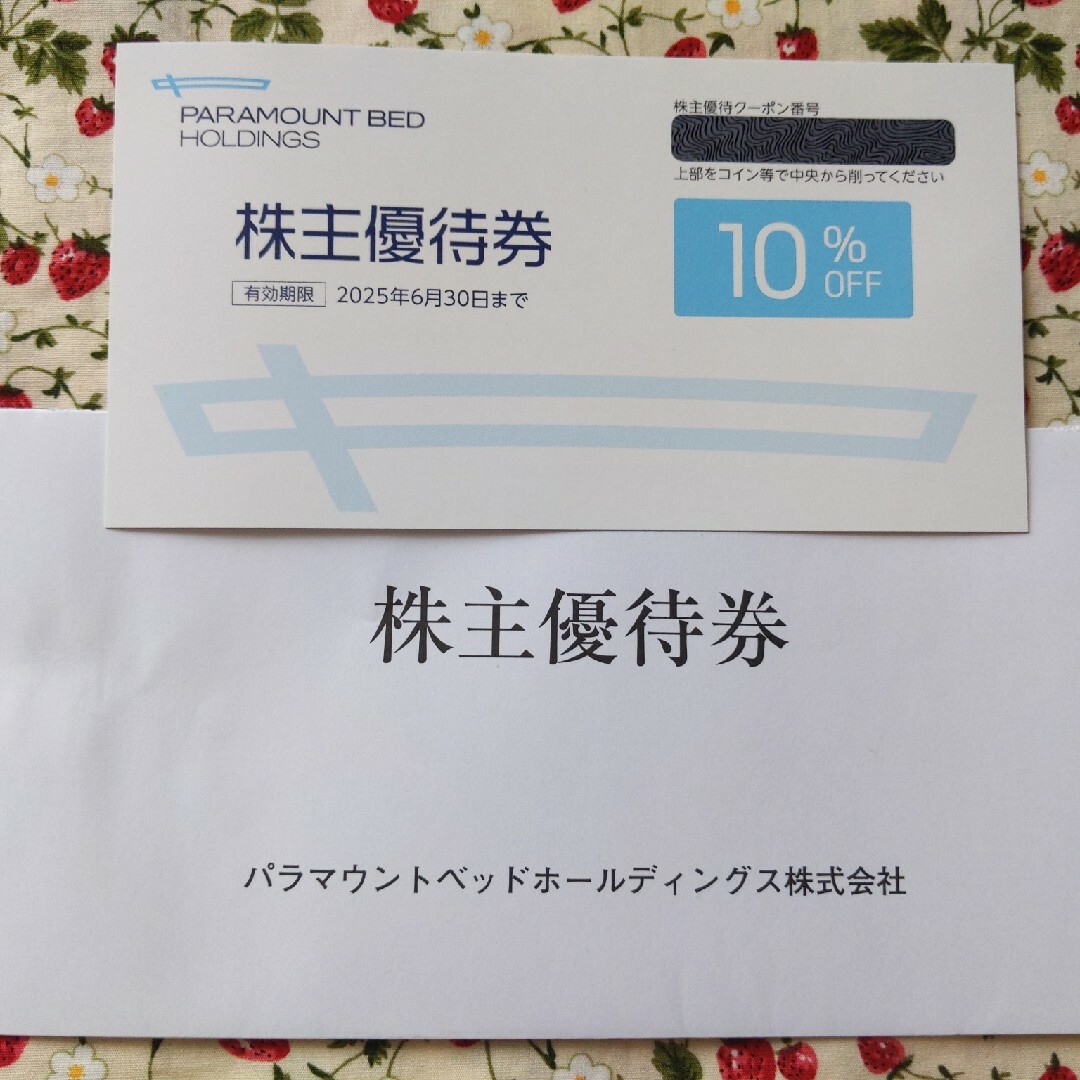 PARAMOUNT BED
HOLDINGS
株主優待クーポン番号
上部をコイン等で中央から削ってください
株主優待券
有効期限 2025年6月30日まで
10%
OFF
株主優待券
パラマウントベッドホールディングス株式会社